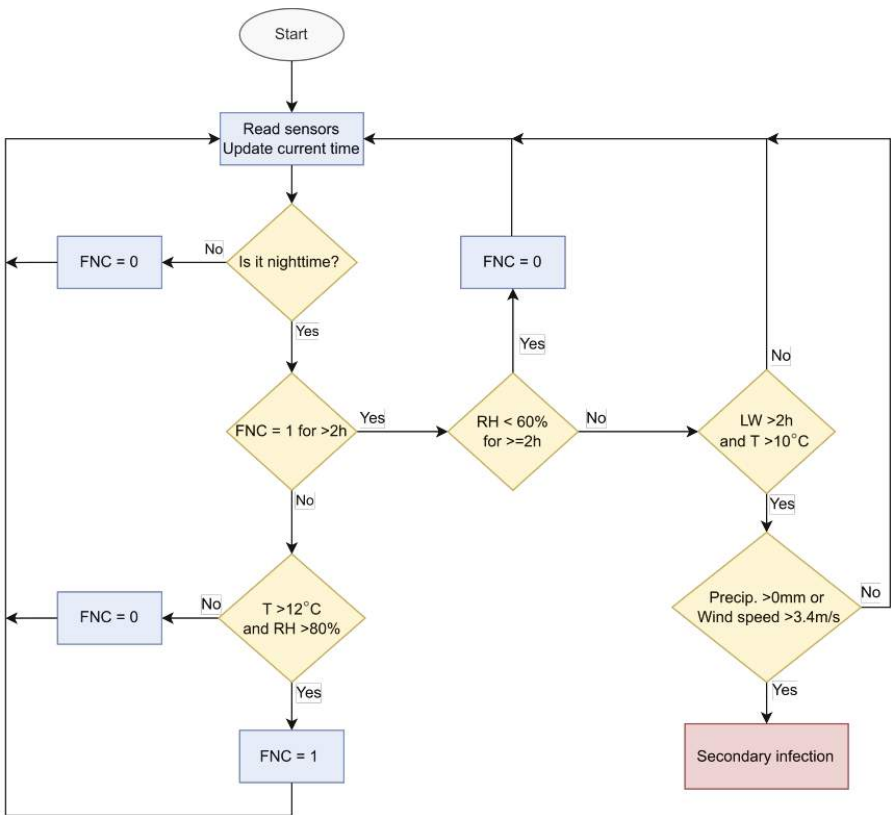 Start
Read sensors
Update current time
No
FNC = 0
Is it nighttime?
FNC = 0
Yes
Yes
No
FNC = 1 for >2h
Yes
RH < 60%
for >=2h
No
LW >2h
and T >10°C
No
Yes
FNC = 0
No
T >12°C
and RH >80%
Precip. >0mm or
Wind speed >3.4m/s
No
Yes
Yes
FNC = 1
Secondary infection